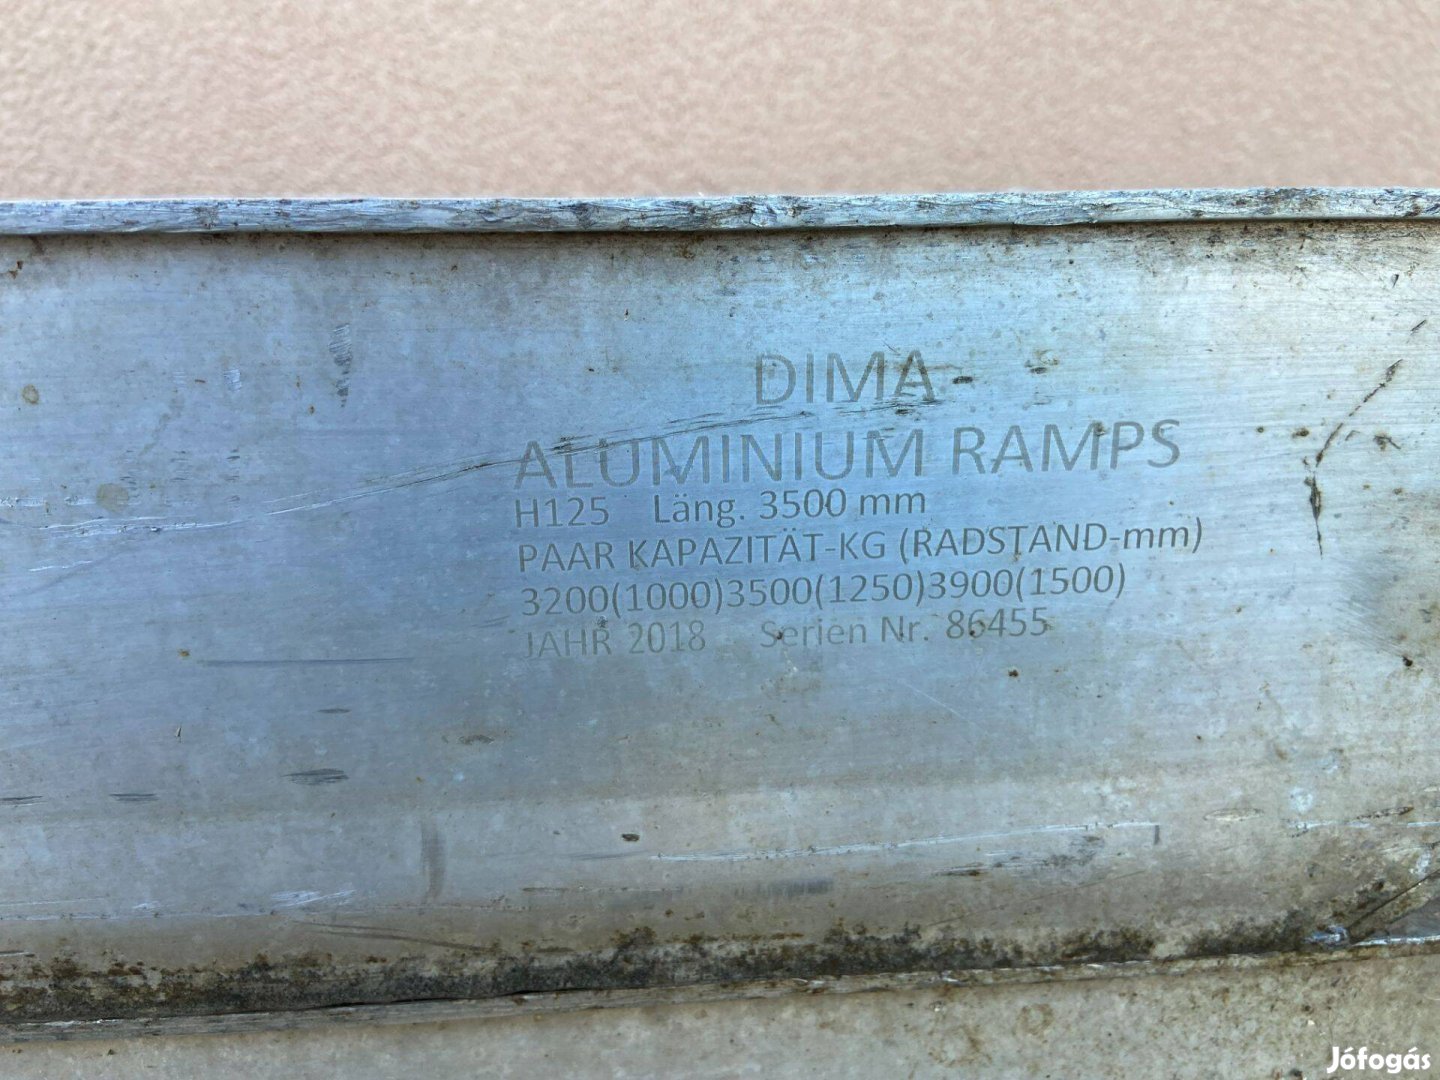 DIMA
ALUMINIUM RAMPS
H125 Läng. 3500 mm
PAAR KAPAZITÄT-KG (RADSTAND-mm)
3200(1000)3500(1250)3900(1500)
JAHR 2018 Serien Nr. 86455
Jófogás